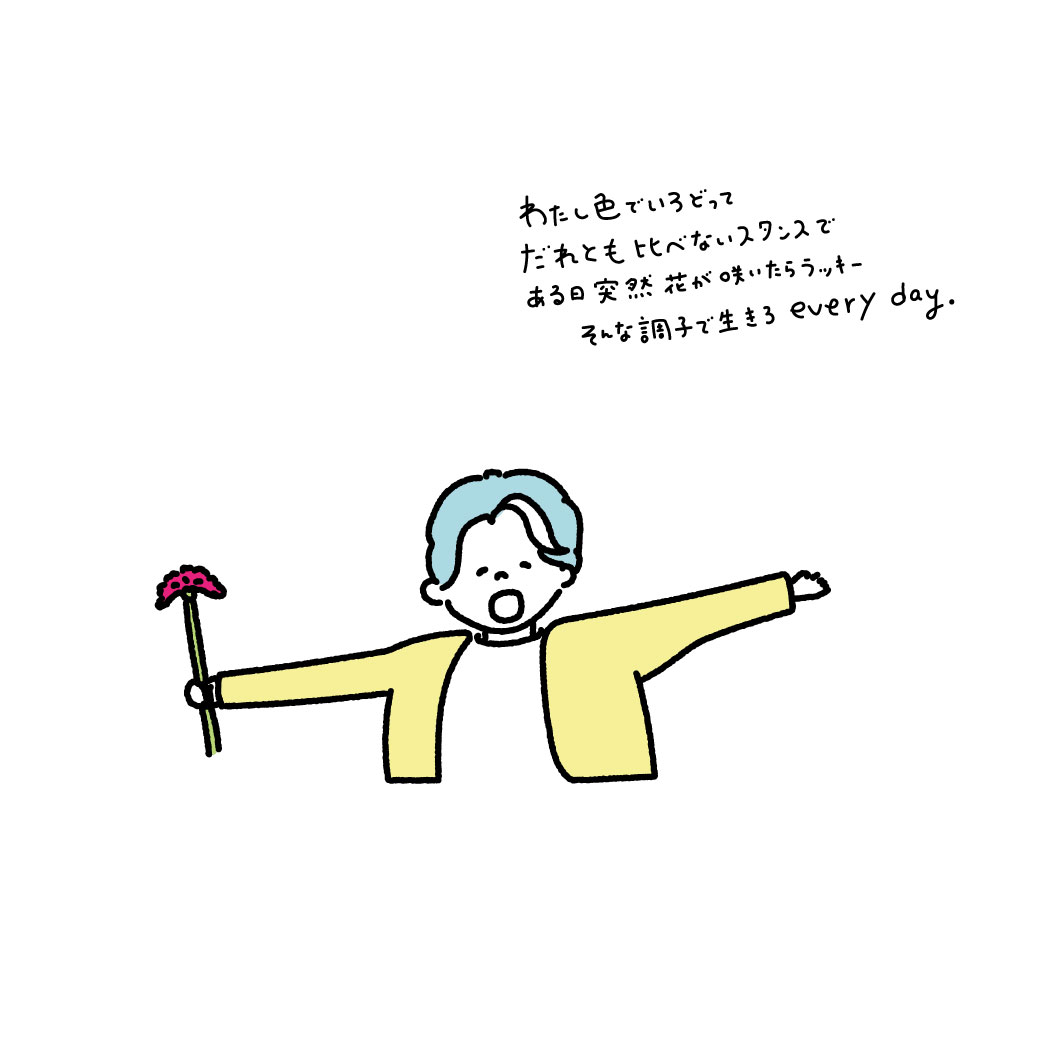 わたし色でいろどって
だれとも比べないスタンスで
ある日突然花が咲いたらラッキー
そんな調子で生きろ every day.